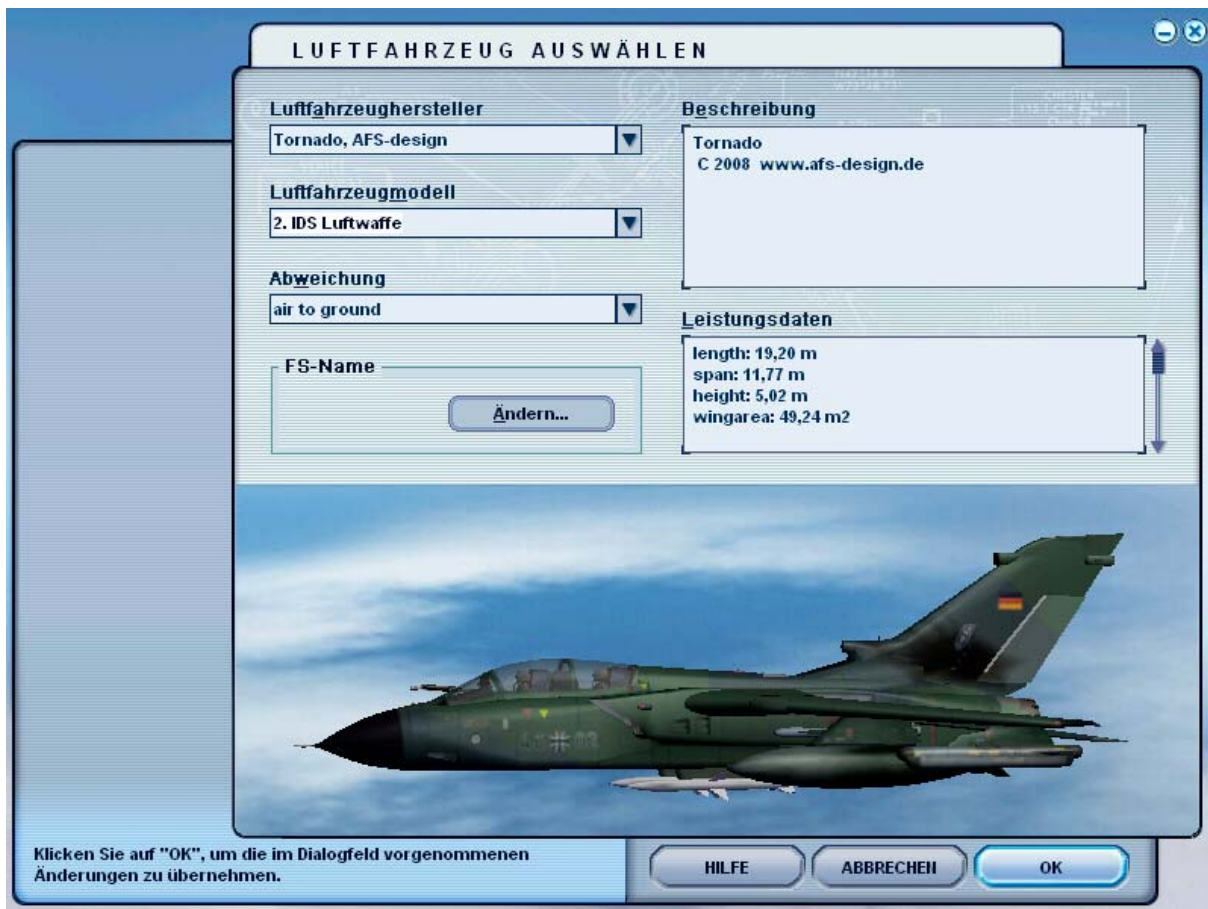 LUFTFAHRZEUG AUSWÄHLEN
Luftfahrzeughersteller
Tornado, AFS-design
Luftfahrzeugmodell
2. IDS Luftwaffe
Abweichung
air to ground
FS-Name
Ändern...
Beschreibung
Tornado
C 2008 www.afs-design.de
Leistungsdaten
length: 19,20 m
span: 11,77 m
height: 5,02 m
wingarea: 49,24 m2
Klicken Sie auf "OK", um die im Dialogfeld vorgenommenen
Änderungen zu übernehmen.
HILFE
ABBRECHEN
OK